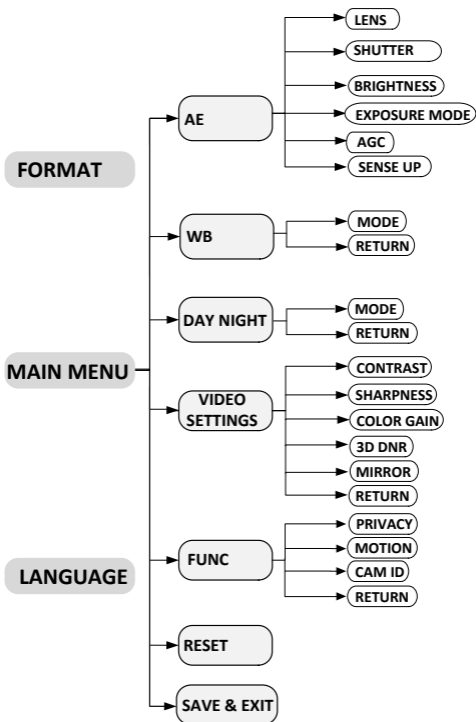 FORMAT
MAIN MENU
LANGUAGE
AE
LENS
SHUTTER
BRIGHTNESS
EXPOSURE MODE
AGC
SENSE UP
WB
MODE
RETURN
DAY NIGHT
MODE
RETURN
VIDEO
SETTINGS
CONTRAST
SHARPNESS
COLOR GAIN
3D DNR
MIRROR
RETURN
FUNC
PRIVACY
MOTION
CAM ID
RETURN
RESET
SAVE & EXIT